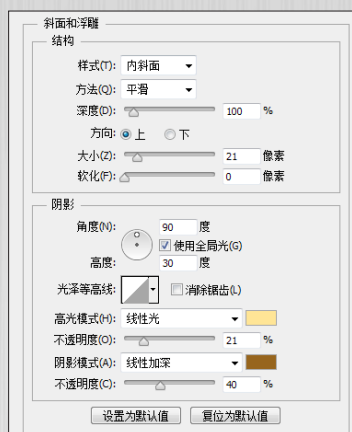 斜面和浮雕
结构
样式(T): 内斜面
方法(Q): 平滑
深度(D): 100 %
方向: 上 下
大小(Z): 21 像素
软化(F): 0 像素
阴影
角度(N): 90 度
使用全局光(G)
高度: 30 度
光泽等高线: 消除锯齿(L)
高光模式(H): 线性光
不透明度(O): 21 %
阴影模式(A): 线性加深
不透明度(C): 40 %
设置为默认值 复位为默认值